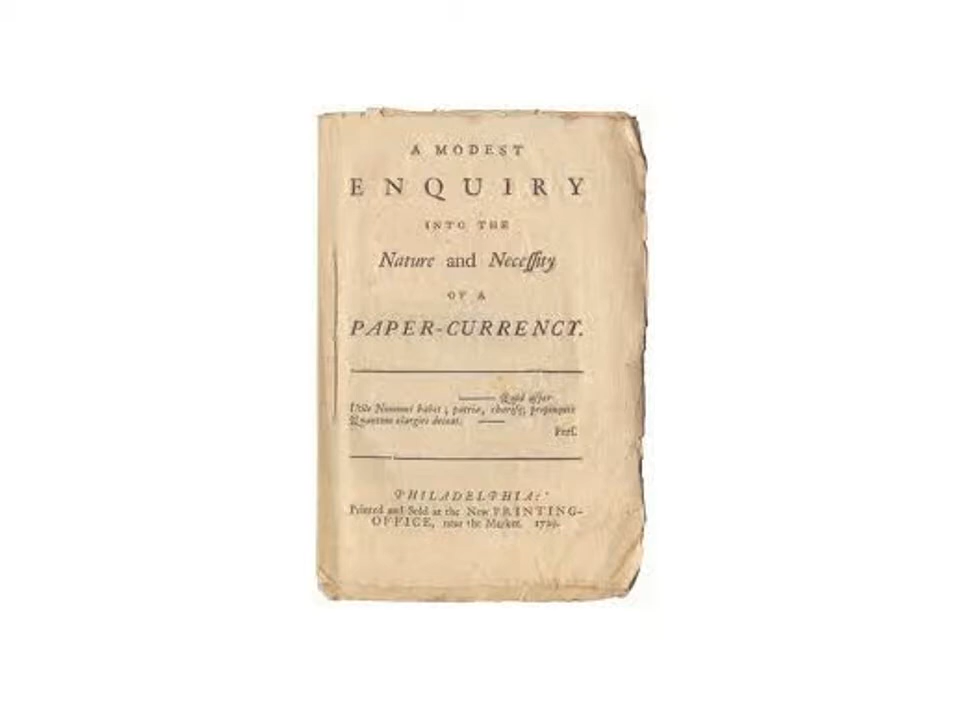 A MODEST
ENQUIRY
INTO THE
Nature and Neceſſity
OF A
PAPER-CURRENCY.
—— Quid aſper
Utile Nummus habet; patriæ, chariſq; propinquis
Quantum elargiri deceat. ——
Perſ.
PHILADELPHIA:
Printed and Sold at the New PRINTING-
OFFICE, near the Market. 1729.